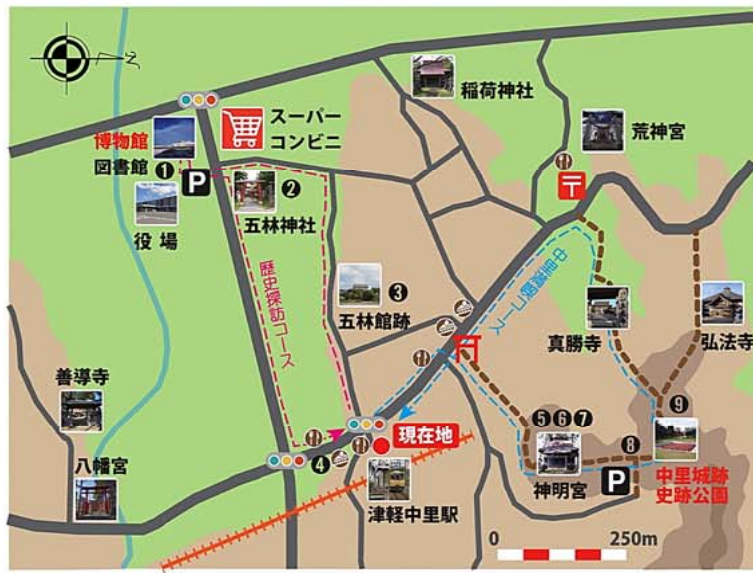 スーパー
コンビニ
稲荷神社
荒神宮
博物館
図書館 ❶
P
役場
❷
五林神社
〒
歴史探訪コース
中里城跡コース
❸
五林館跡
真勝寺
弘法寺
善導寺
八幡宮
❹
現在地
津軽中里駅
❺❻❼
神明宮
❽
P
❾
中里城跡
史跡公園
0 250m